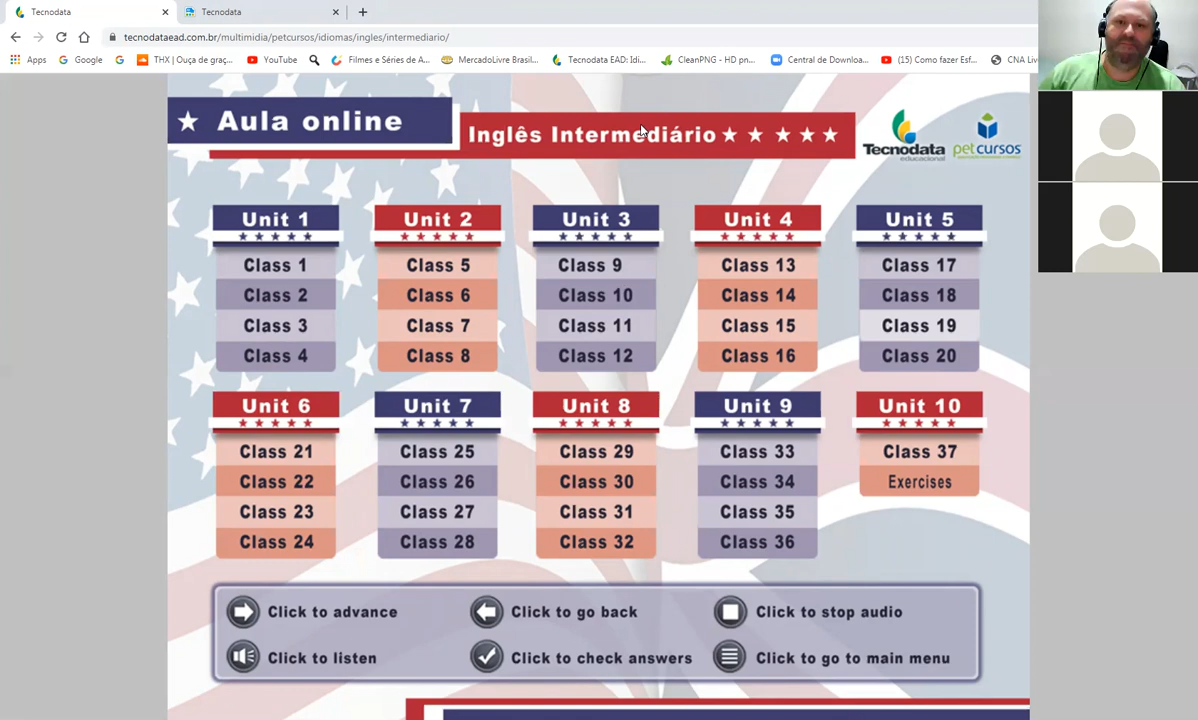 Tecnodata
Tecnodata
tecnodataead.com.br/multimidia/petcursos/idiomas/ingles/intermediario/
Apps
Google
THX | Ouça de graç...
YouTube
Filmes e Séries de A...
MercadoLivre Brasil...
Tecnodata EAD: Idi...
CleanPNG - HD pn...
Central de Downloa...
(15) Como fazer Esf...
CNA Liv
Aula online
Inglês Intermediário
Tecnodata
educacional
petcursos
Unit 1
Class 1
Class 2
Class 3
Class 4
Unit 2
Class 5
Class 6
Class 7
Class 8
Unit 3
Class 9
Class 10
Class 11
Class 12
Unit 4
Class 13
Class 14
Class 15
Class 16
Unit 5
Class 17
Class 18
Class 19
Class 20
Unit 6
Class 21
Class 22
Class 23
Class 24
Unit 7
Class 25
Class 26
Class 27
Class 28
Unit 8
Class 29
Class 30
Class 31
Class 32
Unit 9
Class 33
Class 34
Class 35
Class 36
Unit 10
Class 37
Exercises
Click to advance
Click to go back
Click to stop audio
Click to listen
Click to check answers
Click to go to main menu